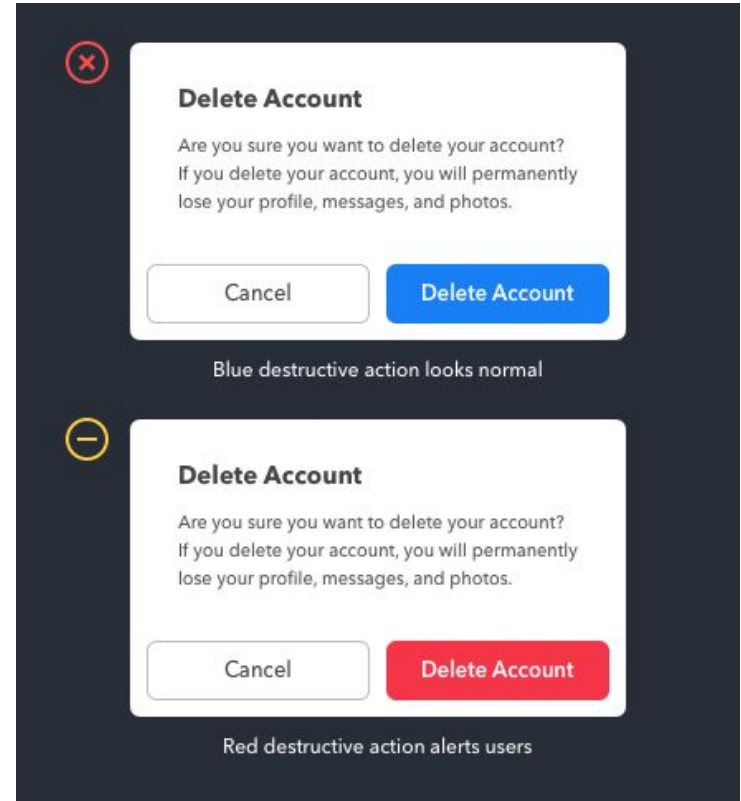 Delete Account
Are you sure you want to delete your account?
If you delete your account, you will permanently
lose your profile, messages, and photos.
Cancel
Delete Account
Blue destructive action looks normal
Delete Account
Are you sure you want to delete your account?
If you delete your account, you will permanently
lose your profile, messages, and photos.
Cancel
Delete Account
Red destructive action alerts users